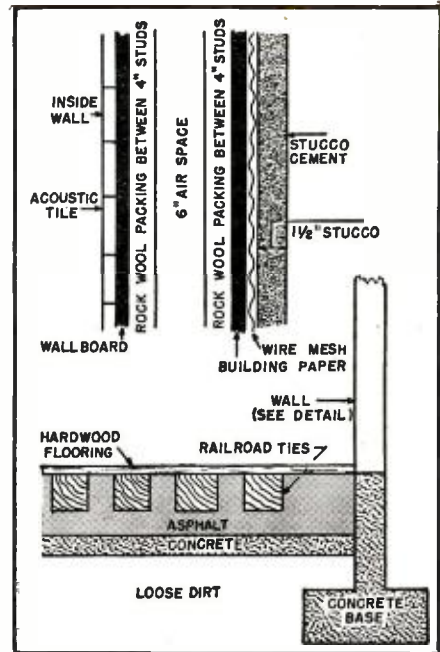 INSIDE
WALL
ACOUSTIC
TILE
ROCK WOOL PACKING BETWEEN 4" STUDS
6" AIR SPACE
ROCK WOOL PACKING BETWEEN 4" STUDS
STUCCO
CEMENT
1½" STUCCO
WALLBOARD
WIRE MESH
BUILDING PAPER
WALL
(SEE DETAIL)
HARDWOOD
FLOORING
RAILROAD TIES
ASPHALT
CONCRETE
LOOSE DIRT
CONCRETE
BASE